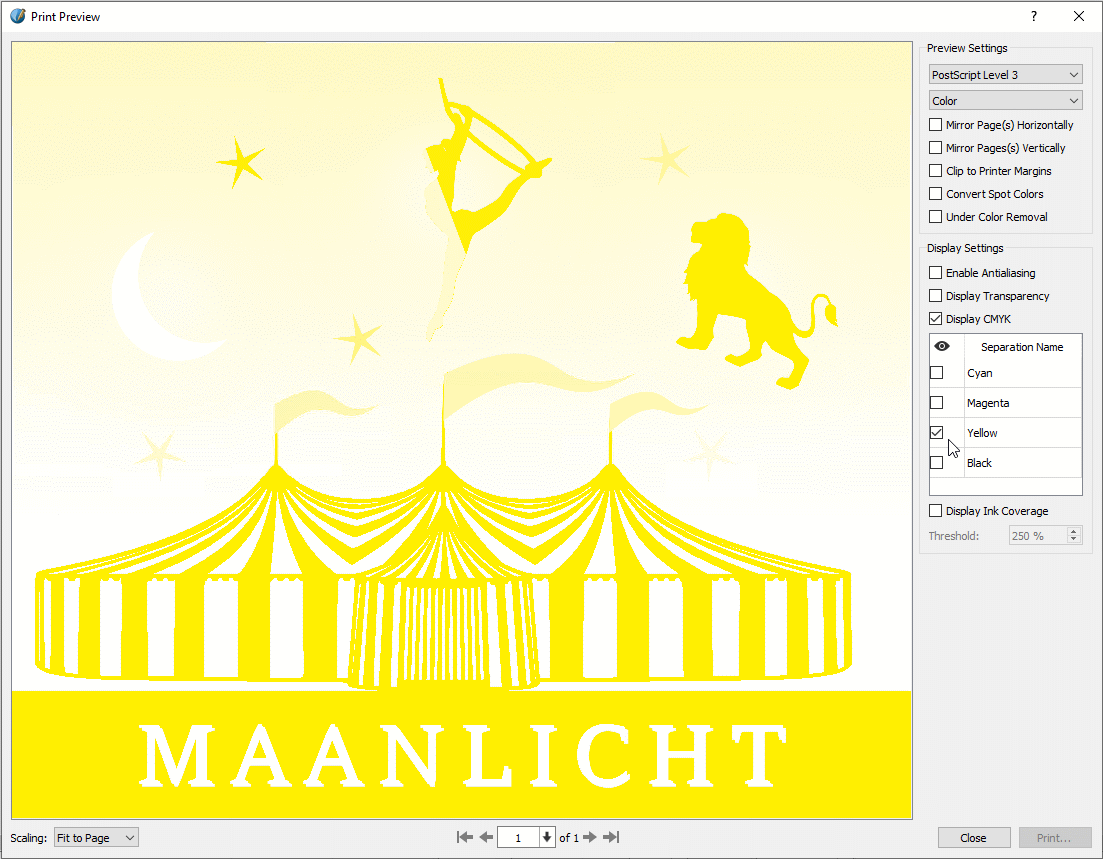 Print Preview
?
MAANLICHT
Preview Settings
PostScript Level 3
Color
Mirror Page(s) Horizontally
Mirror Pages(s) Vertically
Clip to Printer Margins
Convert Spot Colors
Under Color Removal
Display Settings
Enable Antialiasing
Display Transparency
Display CMYK
Separation Name
Cyan
Magenta
Yellow
Black
Display Ink Coverage
Threshold: 250 %
Scaling: Fit to Page
1 of 1
Close
Print...